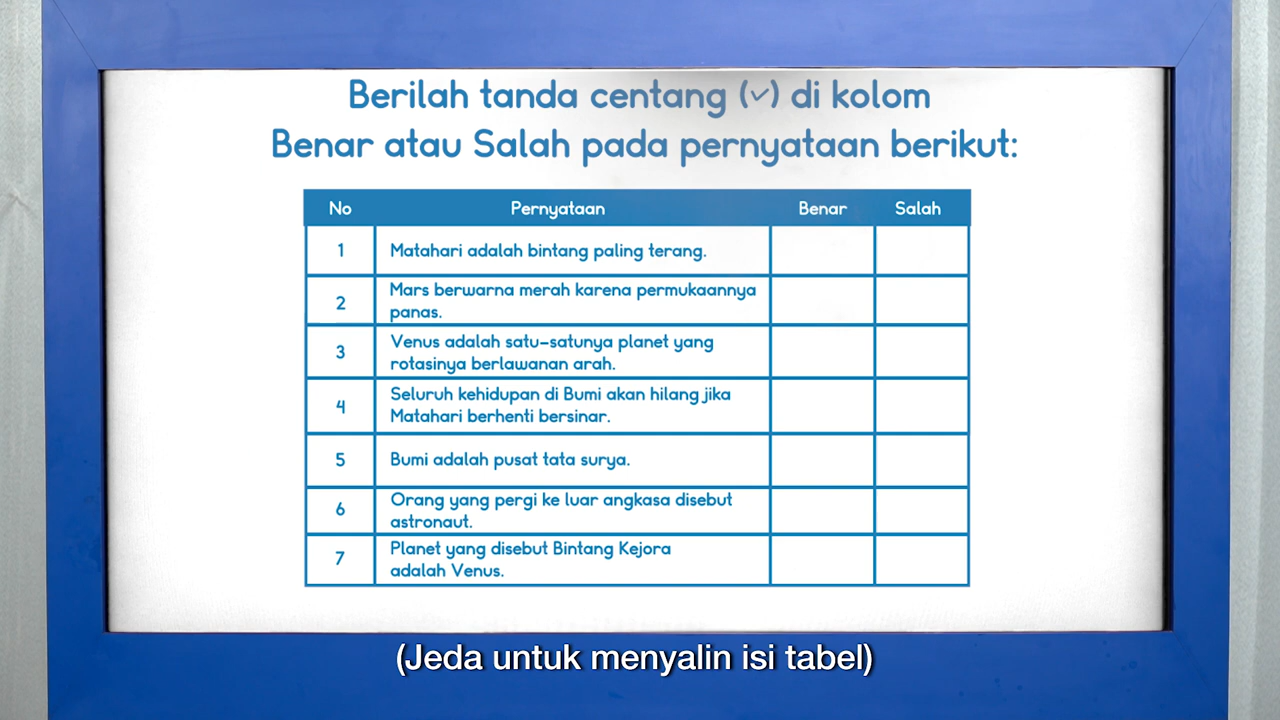 Berilah tanda centang (✓) di kolom
Benar atau Salah pada pernyataan berikut:
No Pernyataan Benar Salah
1 Matahari adalah bintang paling terang.
2 Mars berwarna merah karena permukaannya
panas.
3 Venus adalah satu-satunya planet yang
rotasinya berlawanan arah.
4 Seluruh kehidupan di Bumi akan hilang jika
Matahari berhenti bersinar.
5 Bumi adalah pusat tata surya.
6 Orang yang pergi ke luar angkasa disebut
astronaut.
7 Planet yang disebut Bintang Kejora
adalah Venus.
(Jeda untuk menyalin isi tabel)